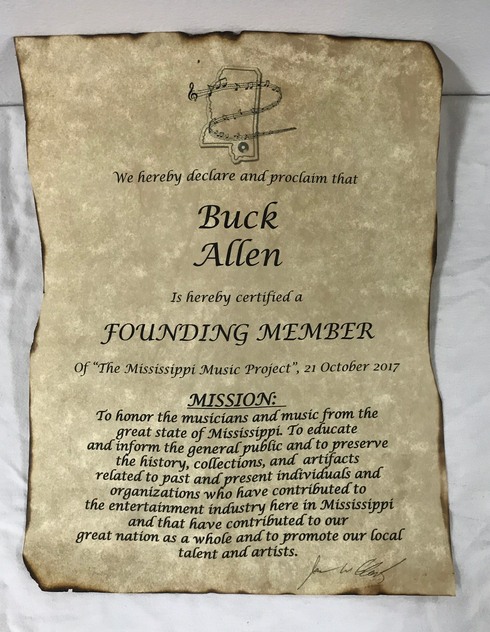 We hereby declare and proclaim that
Buck
Allen
Is hereby certified a
FOUNDING MEMBER
Of "The Mississippi Music Project", 21 October 2017
MISSION:
To honor the musicians and music from the
great state of Mississippi. To educate
and inform the general public and to preserve
the history, collections, and artifacts
related to past and present individuals and
organizations who have contributed to
the entertainment industry here in Mississippi
and that have contributed to our
great nation as a whole and to promote our local
talent and artists.